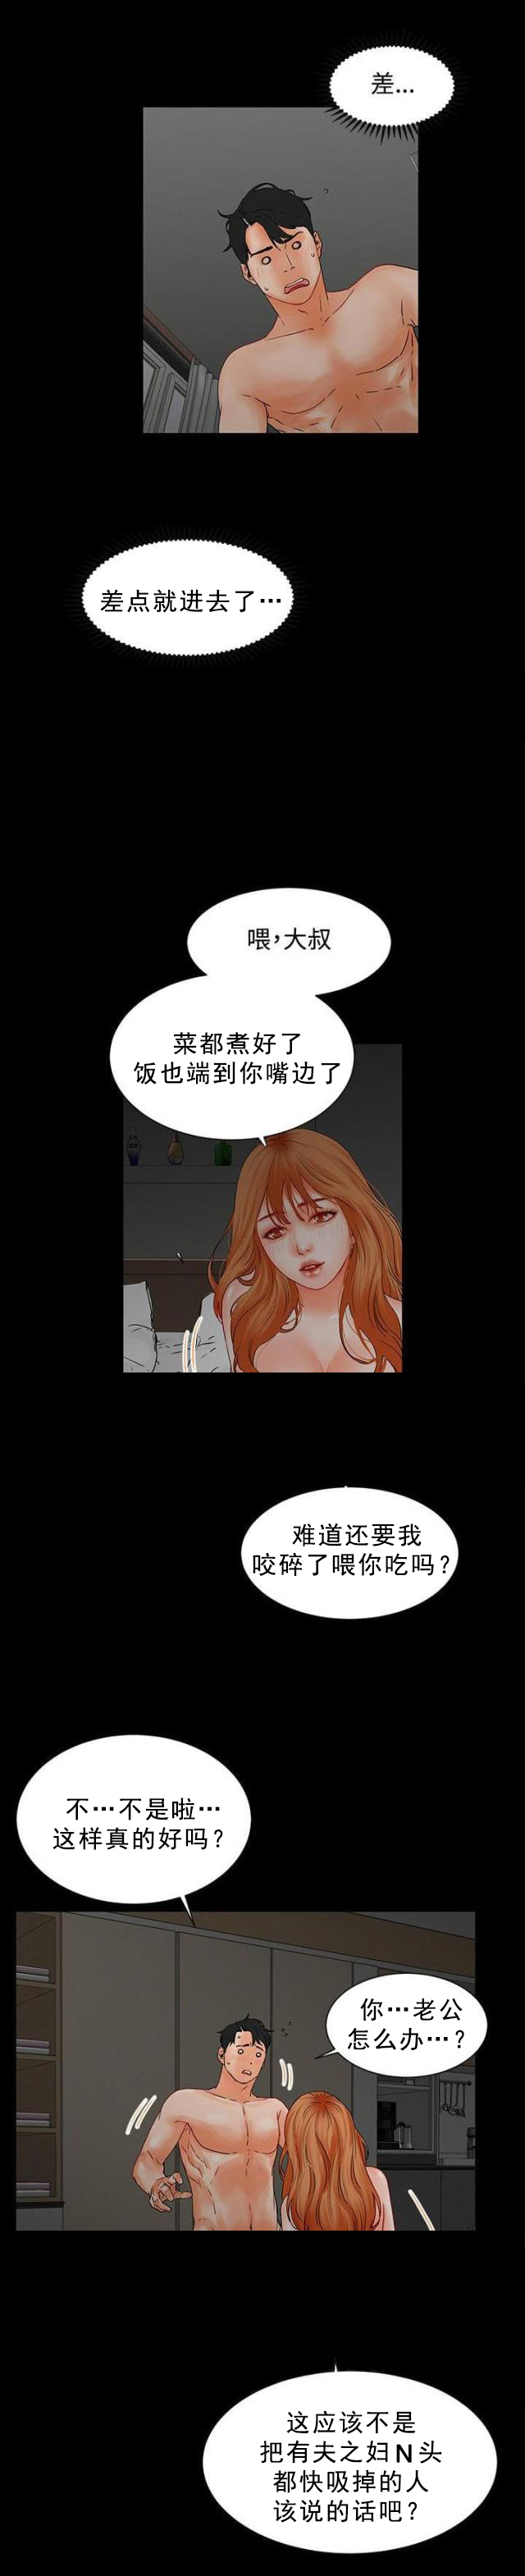 差...
差点就进去了…
喂,大叔
菜都煮好了
饭也端到你嘴边了
难道还要我
咬碎了喂你吃吗?
不…不是啦…
这样真的好吗?
你…老公
怎么办…?
这应该不是
把有夫之妇N头
都快吸掉的人
该说的话吧?